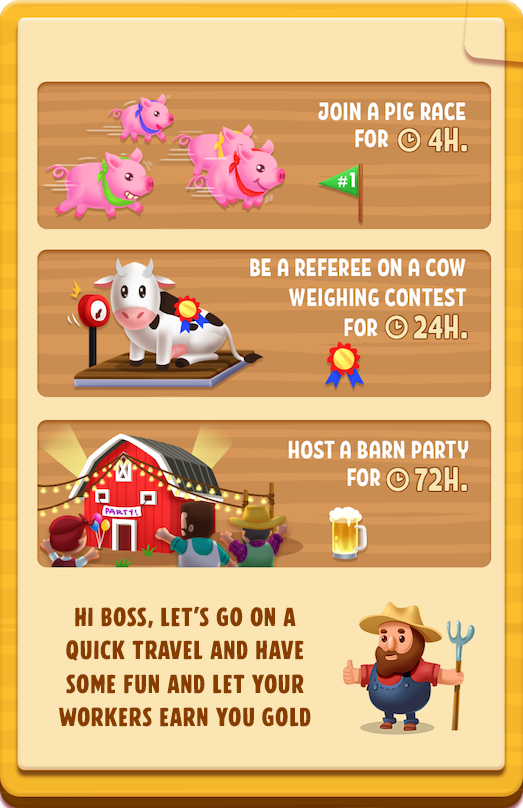 JOIN A PIG RACE
FOR 4H.
#1
BE A REFEREE ON A COW
WEIGHING CONTEST
FOR 24H.
HOST A BARN PARTY
FOR 72H.
PARTY!
HI BOSS, LET'S GO ON A
QUICK TRAVEL AND HAVE
SOME FUN AND LET YOUR
WORKERS EARN YOU GOLD